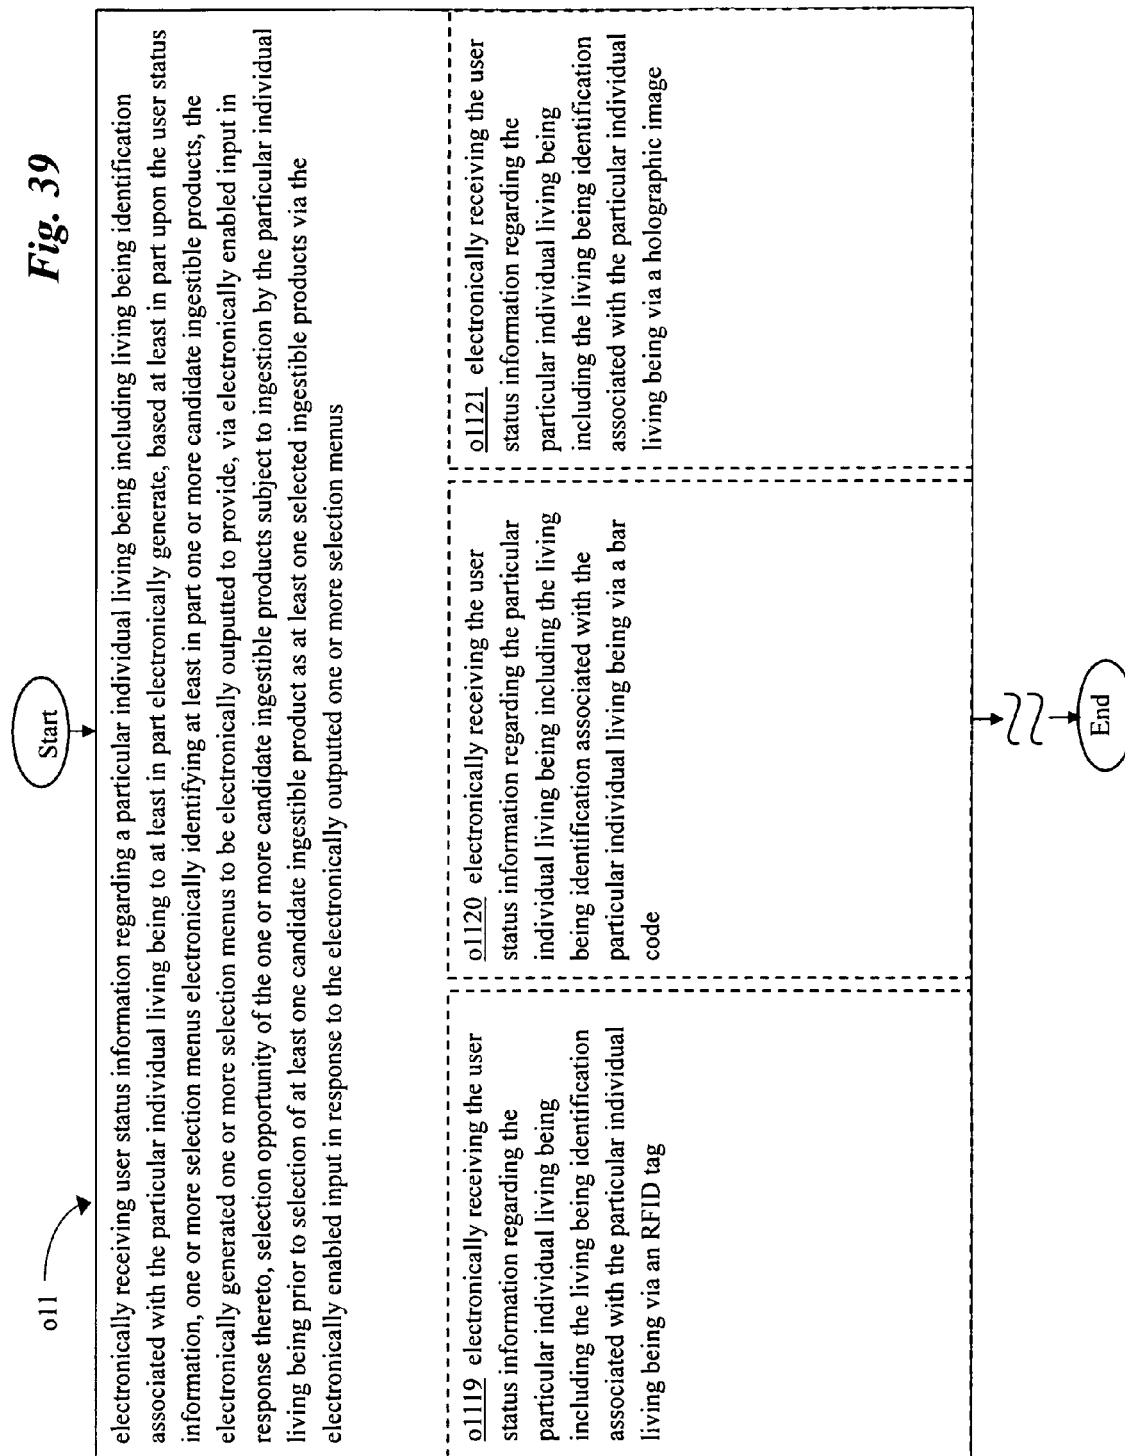 Fig. 39
Start
o11
electronically receiving user status information regarding a particular individual living being including living being identification
associated with the particular individual living being to at least in part electronically generate, based at least in part upon the user status
information, one or more selection menus electronically identifying at least in part one or more candidate ingestible products, the
electronically generated one or more selection menus to be electronically outputted to provide, via electronically enabled input in
response thereto, selection opportunity of the one or more candidate ingestible products subject to ingestion by the particular individual
living being prior to selection of at least one candidate ingestible product as at least one selected ingestible products via the
electronically enabled input in response to the electronically outputted one or more selection menus
o1119 electronically receiving the user
status information regarding the
particular individual living being
including the living being identification
associated with the particular individual
living being via an RFID tag
o1120 electronically receiving the user
status information regarding the particular
individual living being including the living
being identification associated with the
particular individual living being via a bar
code
o1121 electronically receiving the user
status information regarding the
particular individual living being
including the living being identification
associated with the particular individual
living being via a holographic image
End